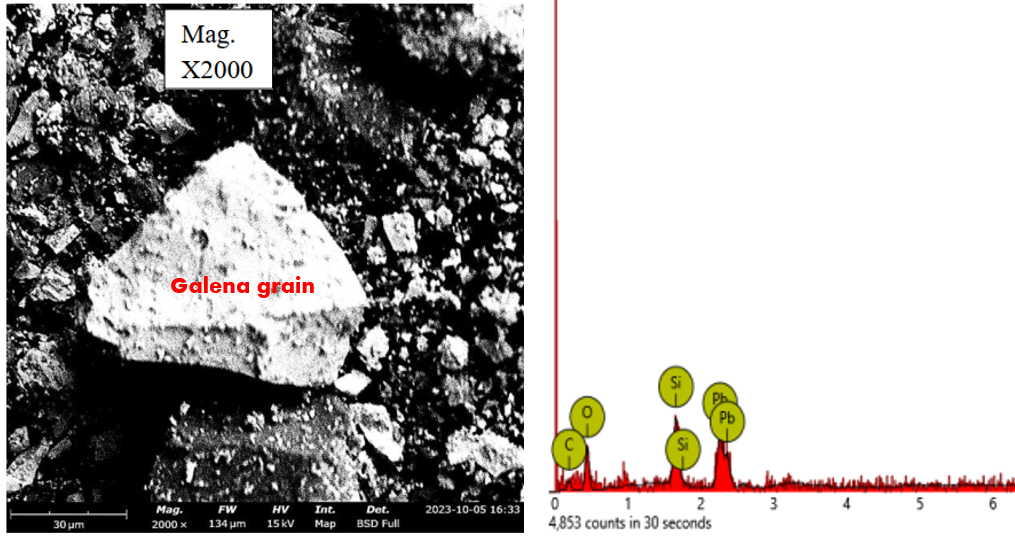 Mag.
X2000
Galena grain
30 µm
Mag. FW HV Int. Det. 2023-10-05 16:33
2000 x 134 µm 15 kV Map BSD Full
Si
Pb
O
Pb
C
Si
0 1 2 3 4 5 6
4,853 counts in 30 seconds